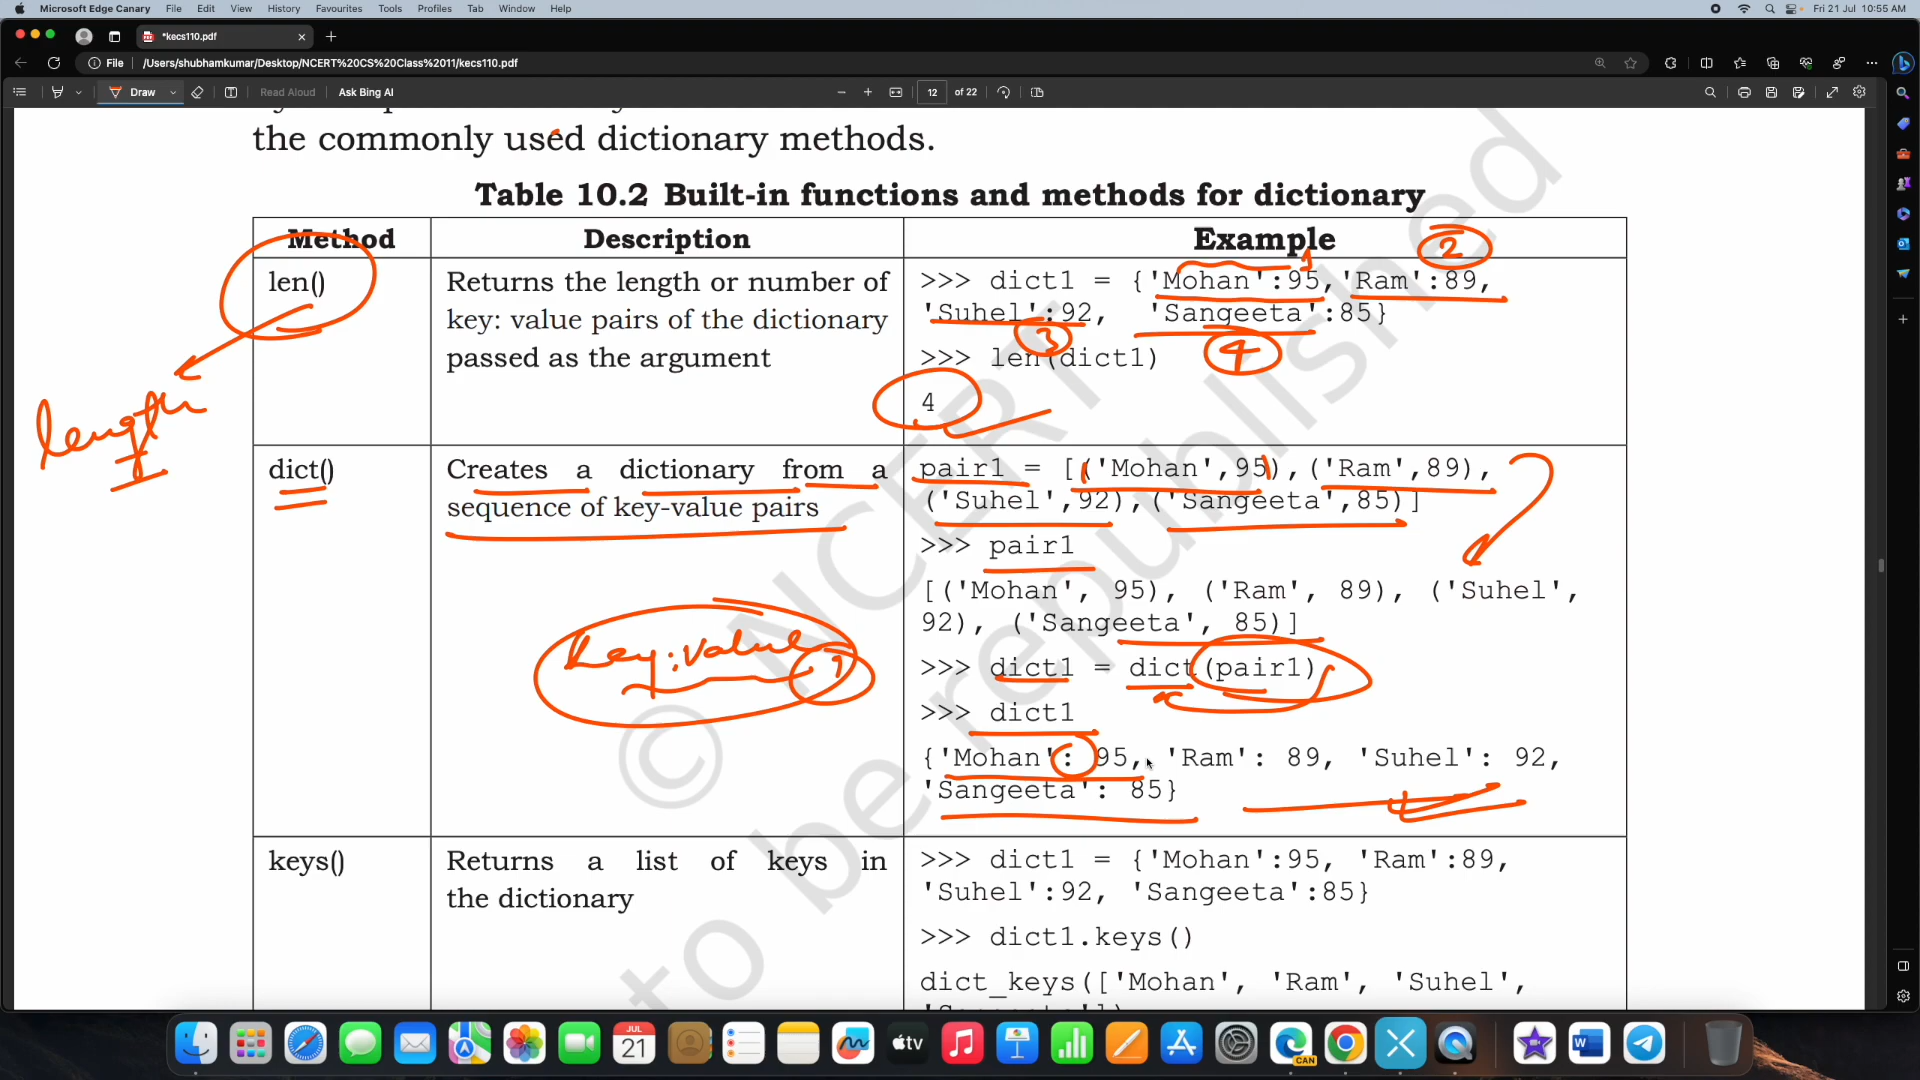 Microsoft Edge Canary File Edit View History Favourites Tools Profiles Tab Window Help Fri 21 Jul 10:55 AM
*kecs110.pdf
File /Users/shubhamkumar/Desktop/NCERT%20CS%20Class%2011/kecs110.pdf
Draw Read Aloud Ask Bing AI 12 of 22
the commonly used dictionary methods.
Table 10.2 Built-in functions and methods for dictionary
Method Description Example
len()
Returns the length or number of
key: value pairs of the dictionary
passed as the argument
>>> dict1 = {'Mohan':95,'Ram':89,
'Suhel':92, 'Sangeeta':85}
>>> len(dict1)
4
1
2
3
4
length
dict()
Creates a dictionary from a
sequence of key-value pairs
Key:value
pair1 = [('Mohan',95),('Ram',89),
('Suhel',92),('Sangeeta',85)]
>>> pair1
[('Mohan', 95), ('Ram', 89), ('Suhel',
92), ('Sangeeta', 85)]
>>> dict1 = dict(pair1)
>>> dict1
{'Mohan': 95, 'Ram': 89, 'Suhel': 92,
'Sangeeta': 85}
keys()
Returns a list of keys in
the dictionary
>>> dict1 = {'Mohan':95, 'Ram':89,
'Suhel':92, 'Sangeeta':85}
>>> dict1.keys()
dict_keys(['Mohan', 'Ram', 'Suhel',
© NCERT
to be republished
JUL
21
tv
CAN